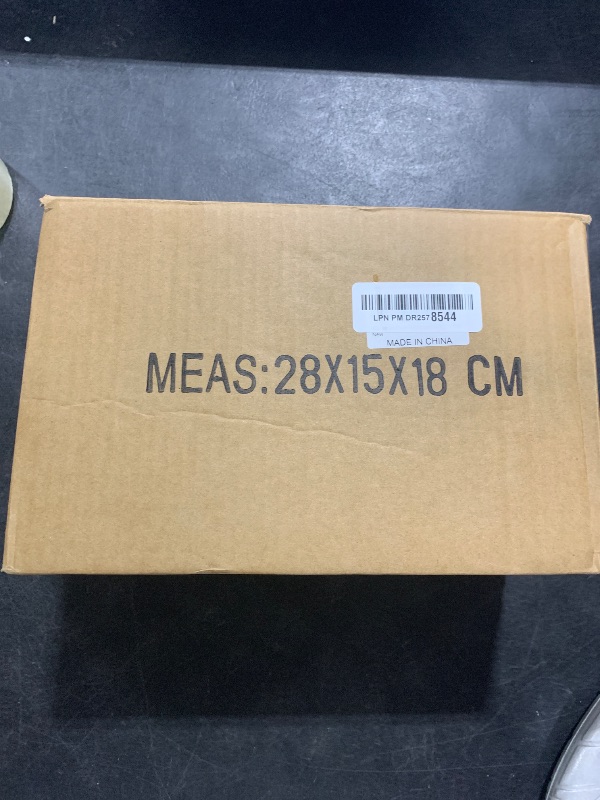 LPN PM DR2578544
MADE IN CHINA
MEAS:28X15X18 CM